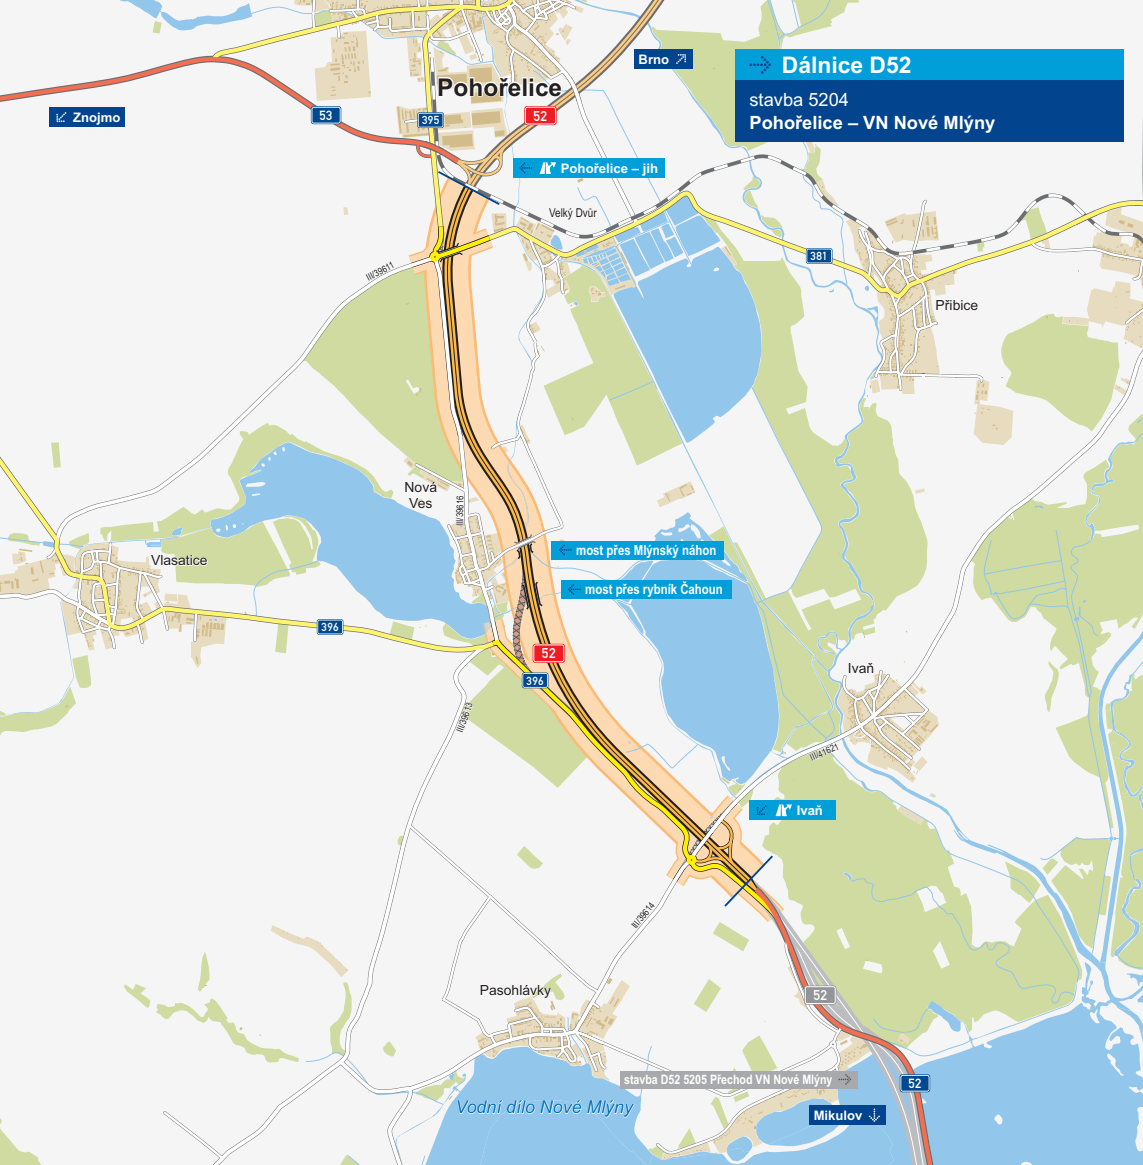 Brno
Dálnice D52
stavba 5204
Pohořelice – VN Nové Mlýny
Pohořelice
Znojmo
53
395
52
Pohořelice – jih
Velký Dvůr
381
III/39611
Přibice
Nová
Ves
III/39616
most přes Mlýnský náhon
Vlasatice
most přes rybník Čahoun
396
52
396
Ivaň
III/39613
III/41621
Ivaň
III/39614
Pasohlávky
52
stavba D52 5205 Přechod VN Nové Mlýny
52
Vodní dílo Nové Mlýny
Mikulov